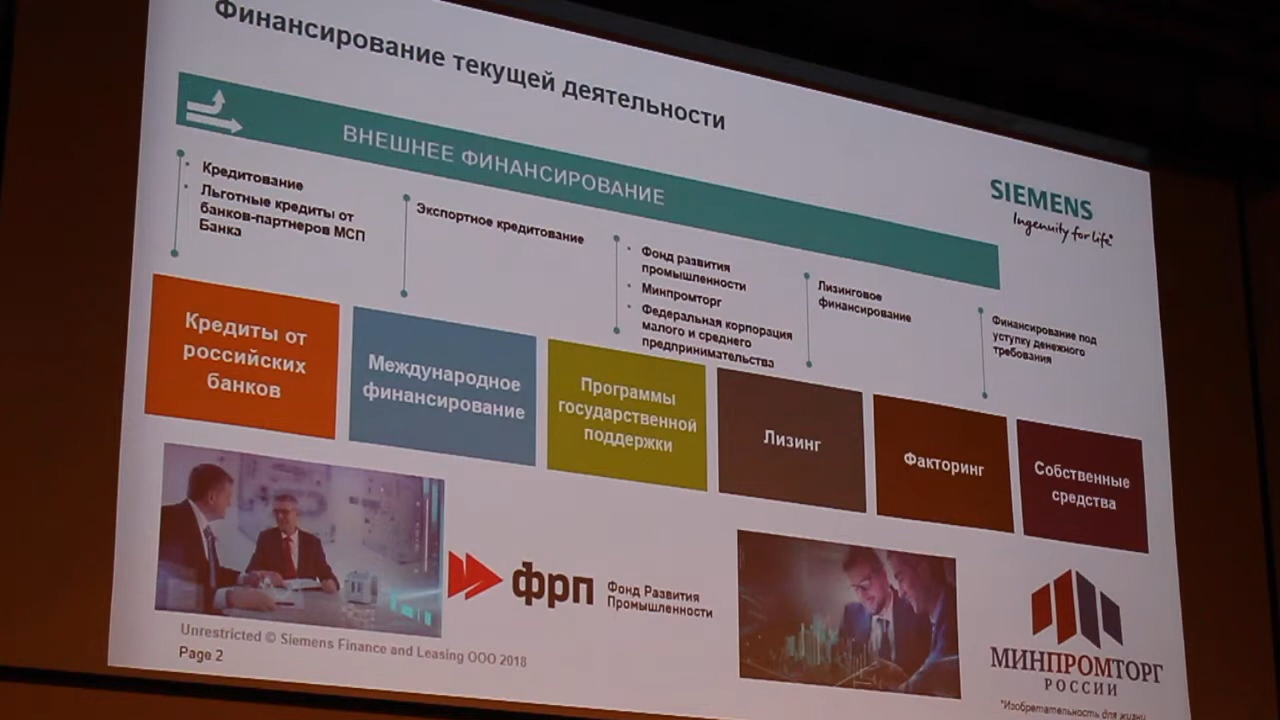 Финансирование текущей деятельности
ВНЕШНЕЕ ФИНАНСИРОВАНИЕ
SIEMENS
Ingenuity for life*
• Кредитование
• Льготные кредиты от
банков-партнеров МСП
Банка
Экспортное кредитование
• Фонд развития
промышленности
• Минпромторг
• Федеральная корпорация
малого и среднего
предпринимательства
Лизинговое
финансирование
Финансирование под
уступку денежного
требования
Кредиты от
российских
банков
Международное
финансирование
Программы
государственной
поддержки
Лизинг
Факторинг
Собственные
средства
фрп
Фонд Развития
Промышленности
МИНПРОМТОРГ
РОССИИ
Unrestricted © Siemens Finance and Leasing ООО 2018
Page 2
*Изобретательность для жизни